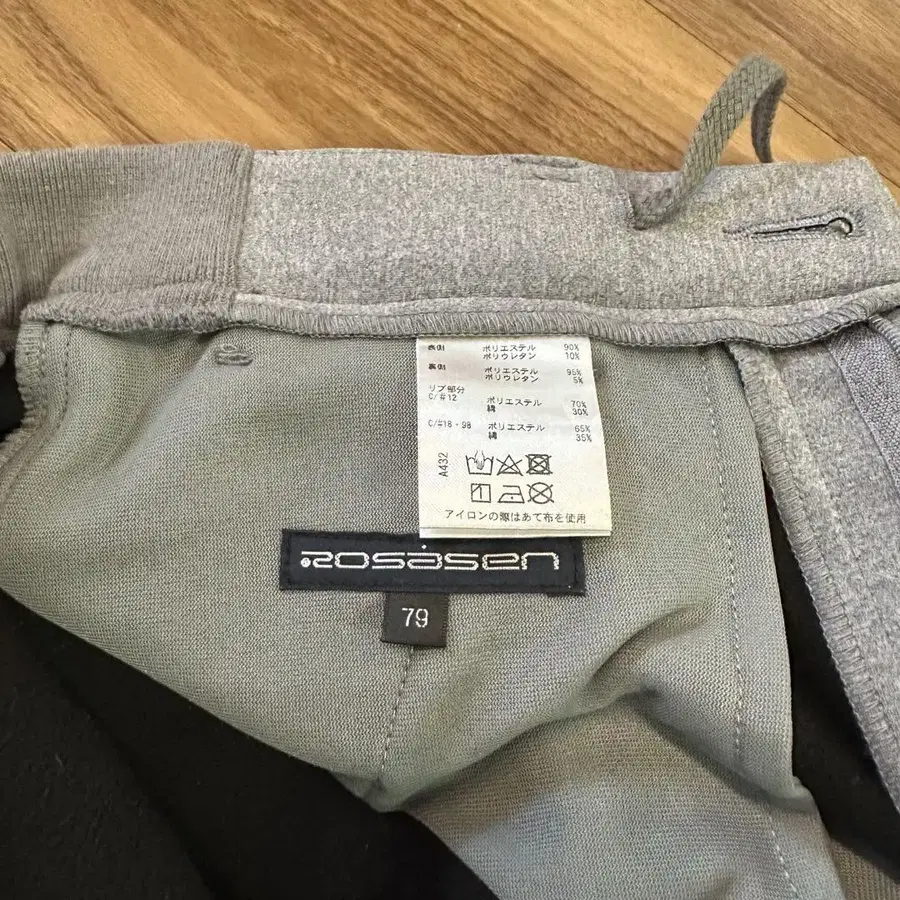 表側 ポリエステル 90%
ポリウレタン 10%
裏側 ポリエステル 95%
ポリウレタン 5%
リブ部分
C/#12 ポリエステル 70%
綿 30%
C/#18・98 ポリエステル 65%
綿 35%
A432
アイロンの際はあて布を使用
rosasen
79